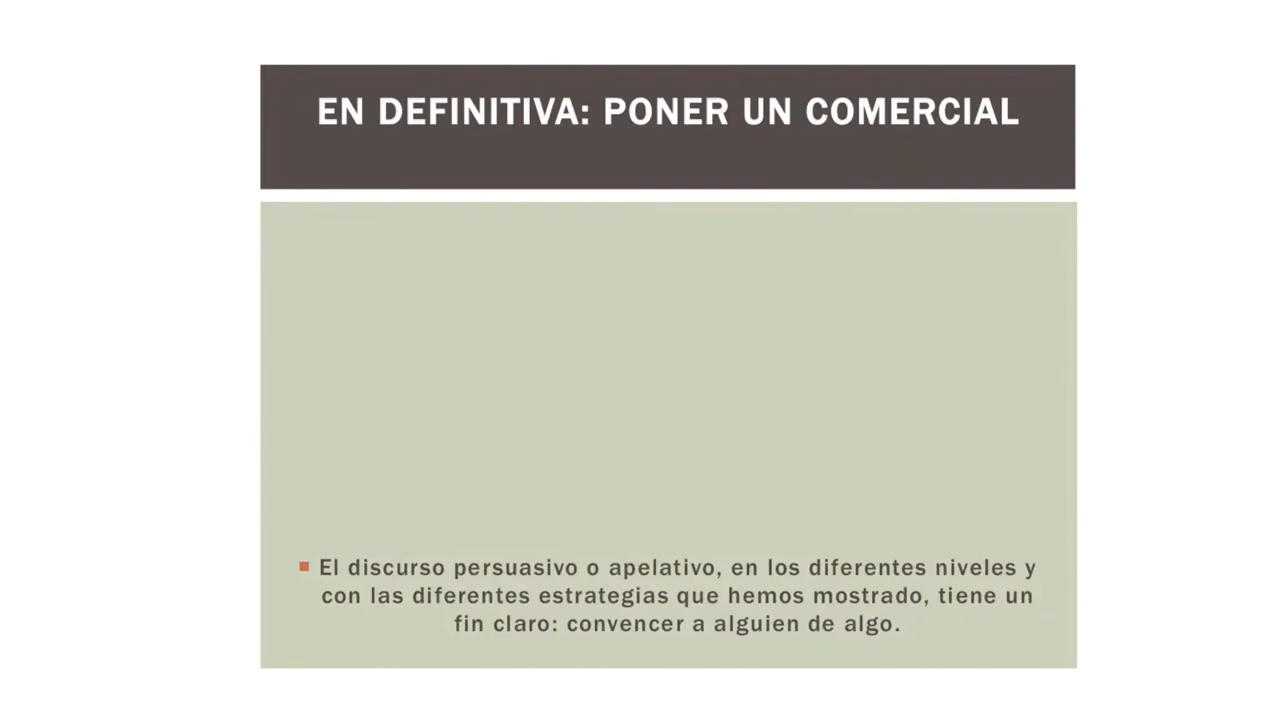 EN DEFINITIVA: PONER UN COMERCIAL
El discurso persuasivo o apelativo, en los diferentes niveles y
con las diferentes estrategias que hemos mostrado, tiene un
fin claro: convencer a alguien de algo.